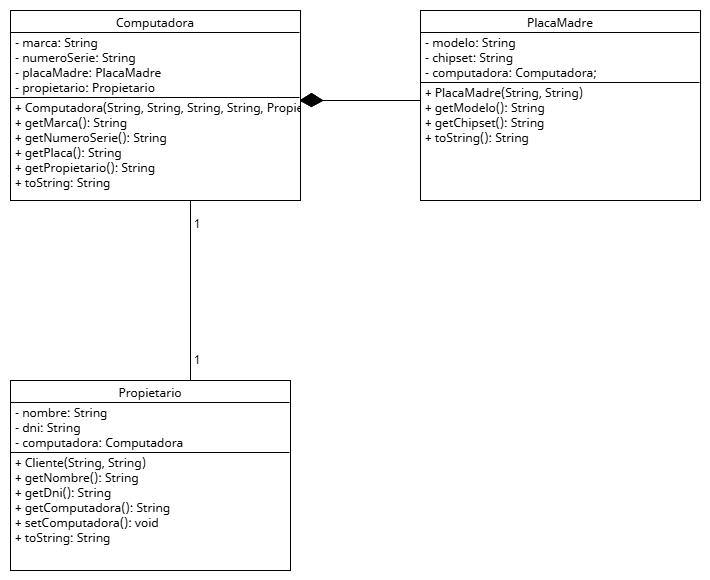 Computadora
- marca: String
- numeroSerie: String
- placaMadre: PlacaMadre
- propietario: Propietario
+ Computadora(String, String, String, String, Propie
+ getMarca(): String
+ getNumeroSerie(): String
+ getPlaca(): String
+ getPropietario(): String
+ toString: String
PlacaMadre
- modelo: String
- chipset: String
- computadora: Computadora;
+ PlacaMadre(String, String)
+ getModelo(): String
+ getChipset(): String
+ toString(): String
1
1
Propietario
- nombre: String
- dni: String
- computadora: Computadora
+ Cliente(String, String)
+ getNombre(): String
+ getDni(): String
+ getComputadora(): String
+ setComputadora(): void
+ toString: String